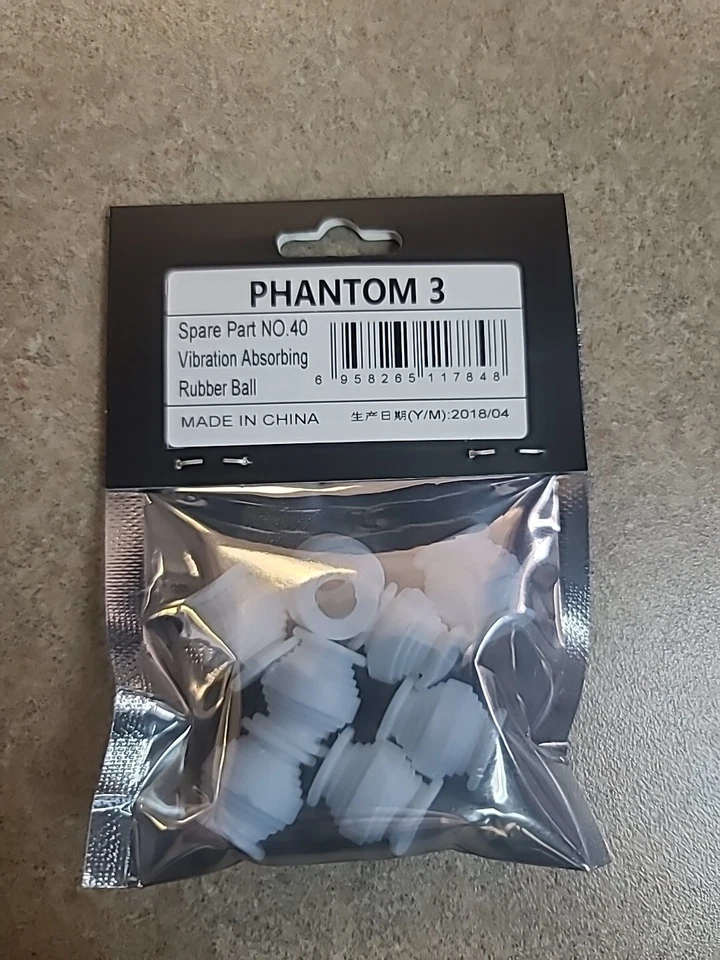 PHANTOM 3
Spare Part NO.40
Vibration Absorbing
Rubber Ball
6 958265 117848
MADE IN CHINA
生产日期(Y/M):2018/04